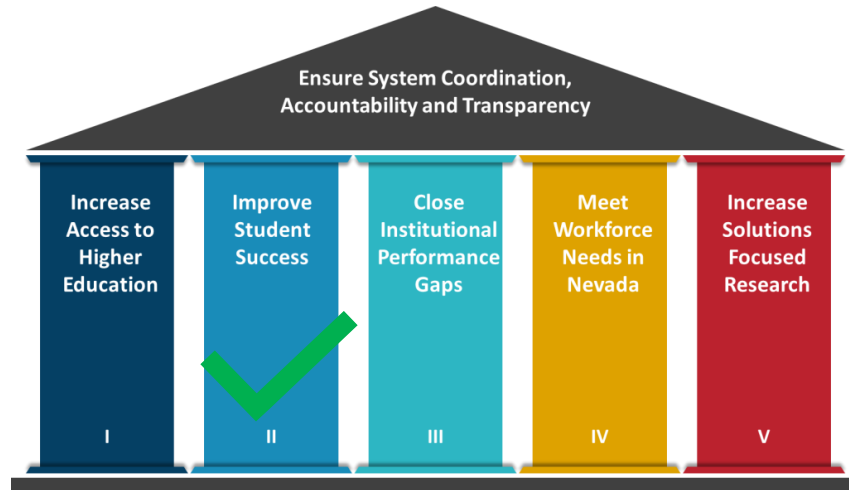 Ensure System Coordination,
Accountability and Transparency
Increase
Access to
Higher
Education
I
Improve
Student
Success
II
Close
Institutional
Performance
Gaps
III
Meet
Workforce
Needs in
Nevada
IV
Increase
Solutions
Focused
Research
V